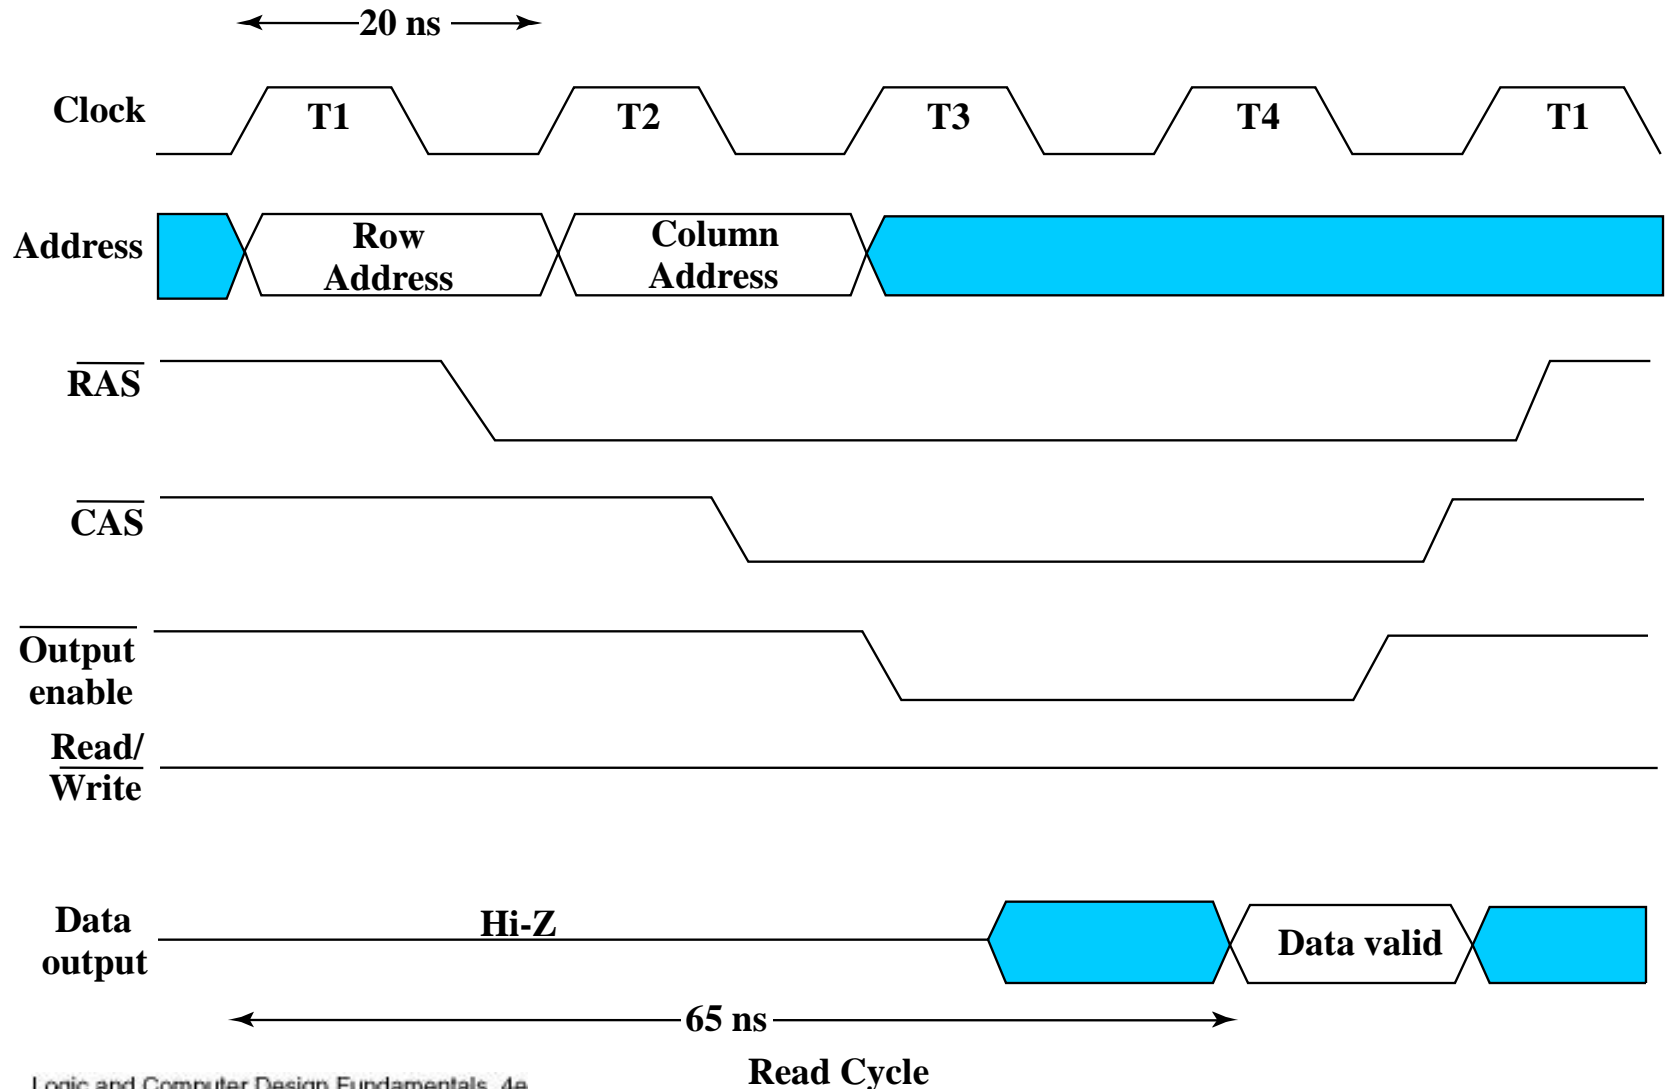 20 ns
Clock
T1 T2 T3 T4 T1
Address
Row
Address
Column
Address
RAS
CAS
Output
enable
Read/
Write
Data
output
Hi-Z
Data valid
65 ns
Read Cycle
Logic and Computer Design Fundamentals, 4e